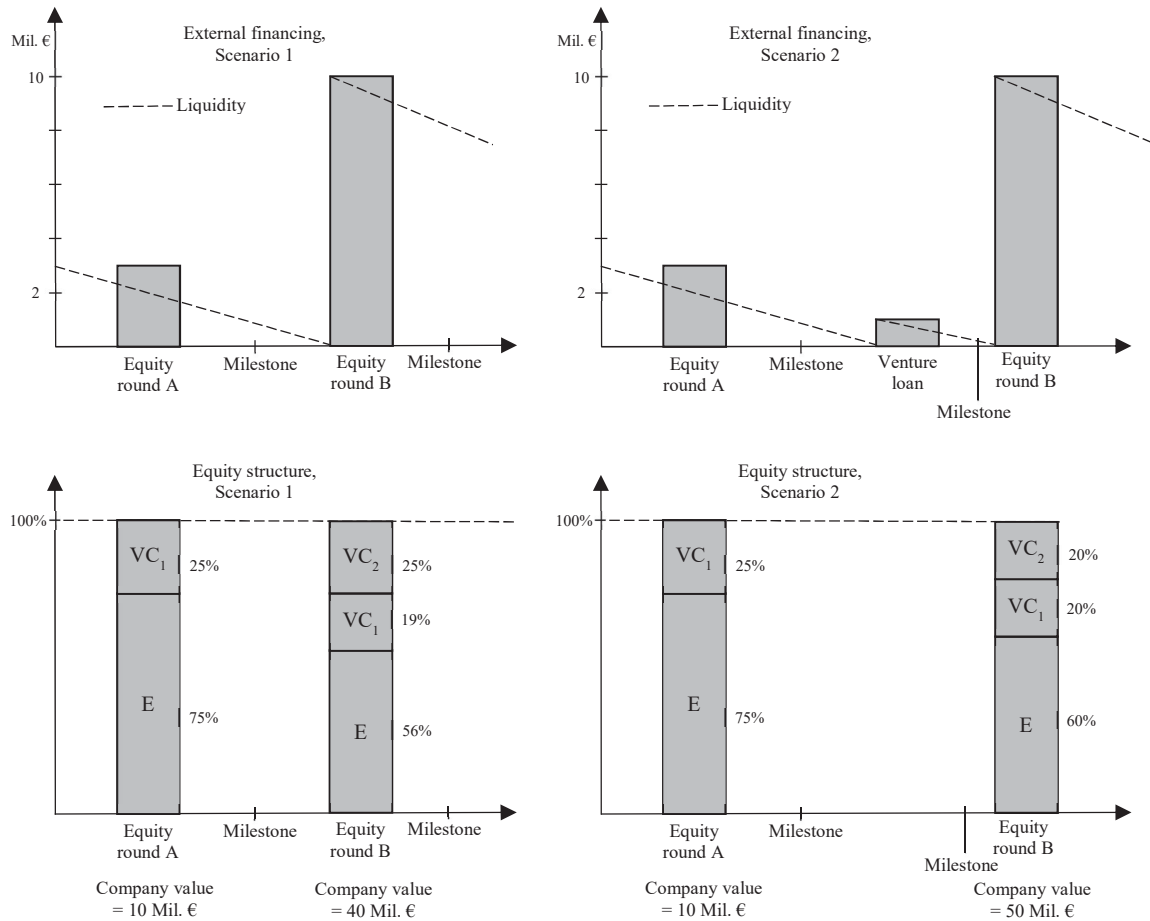 External financing,
Scenario 1
Mil. €
10
2
Liquidity
Equity
round A
Milestone
Equity
round B
Milestone
External financing,
Scenario 2
Mil. €
10
2
Liquidity
Equity
round A
Milestone
Venture
loan
Milestone
Equity
round B
Equity structure,
Scenario 1
100%
VC1
25%
E
75%
VC2
25%
VC1
19%
E
56%
Equity
round A
Milestone
Equity
round B
Milestone
Company value
= 10 Mil. €
Company value
= 40 Mil. €
Equity structure,
Scenario 2
100%
VC1
25%
E
75%
VC2
20%
VC1
20%
E
60%
Equity
round A
Milestone
Milestone
Equity
round B
Company value
= 10 Mil. €
Company value
= 50 Mil. €